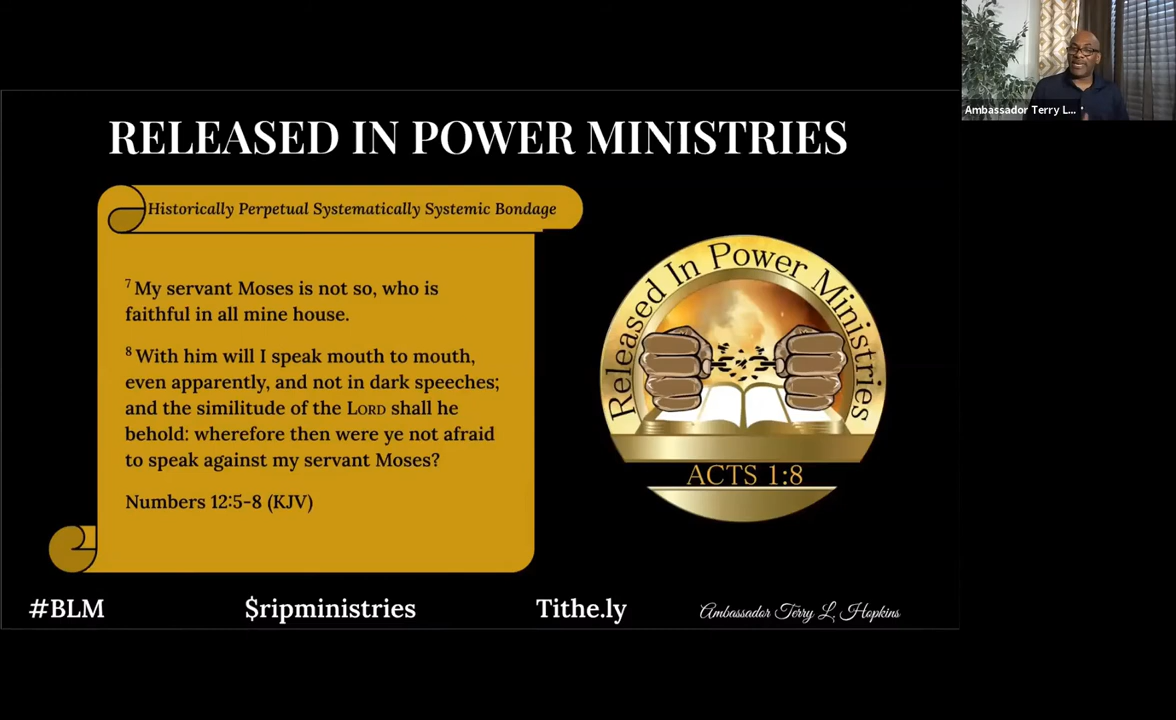 Ambassador Terry L...
RELEASED IN POWER MINISTRIES
Historically Perpetual Systematically Systemic Bondage
7 My servant Moses is not so, who is
faithful in all mine house.
8 With him will I speak mouth to mouth,
even apparently, and not in dark speeches;
and the similitude of the LORD shall he
behold: wherefore then were ye not afraid
to speak against my servant Moses?
Numbers 12:5-8 (KJV)
Released In Power Ministries
ACTS 1:8
#BLM
$ripministries
Tithe.ly
Ambassador Terry L. Hopkins